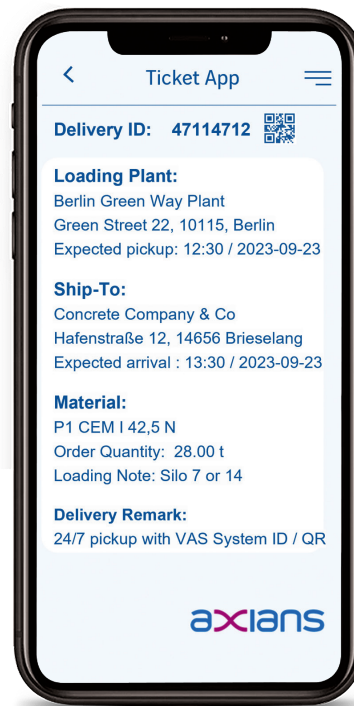 Ticket App
Delivery ID: 47114712
Loading Plant:
Berlin Green Way Plant
Green Street 22, 10115, Berlin
Expected pickup: 12:30 / 2023-09-23
Ship-To:
Concrete Company & Co
Hafenstraße 12, 14656 Brieselang
Expected arrival : 13:30 / 2023-09-23
Material:
P1 CEM I 42,5 N
Order Quantity: 28.00 t
Loading Note: Silo 7 or 14
Delivery Remark:
24/7 pickup with VAS System ID / QR
axians